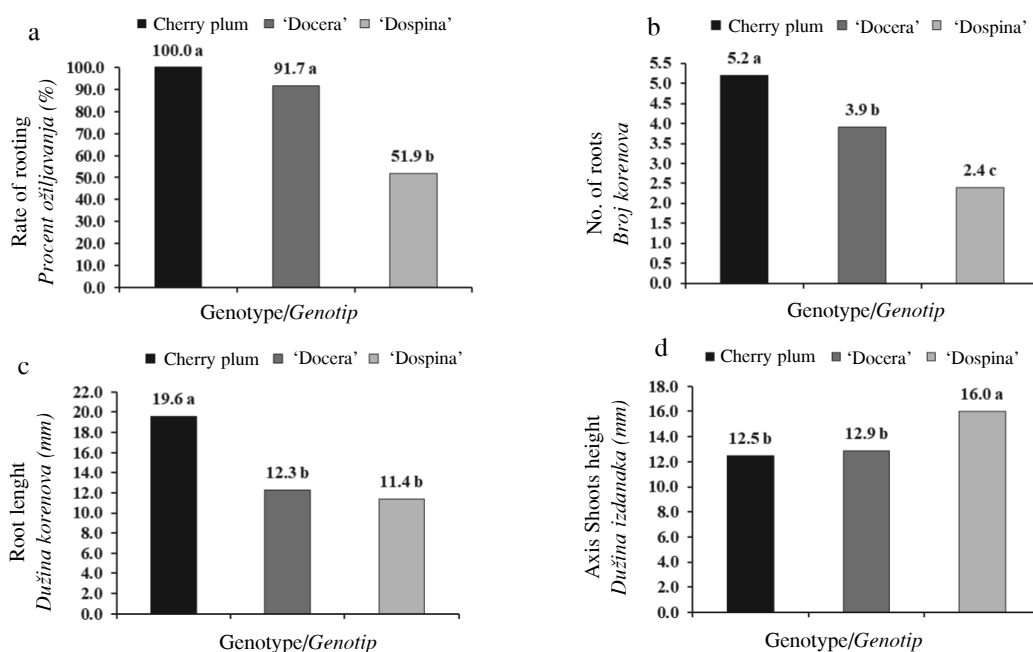 a
Cherry plum 'Docera' 'Dospina'
Rate of rooting (%)
Procent ožiljavanja (%)
100.0
90.0
80.0
70.0
60.0
50.0
40.0
30.0
20.0
10.0
0.0
100.0 a
91.7 a
51.9 b
Genotype/Genotip
b
Cherry plum 'Docera' 'Dospina'
No. of roots
Broj korenova
5.5
5.0
4.5
4.0
3.5
3.0
2.5
2.0
1.5
1.0
0.5
0.0
5.2 a
3.9 b
2.4 c
Genotype/Genotip
c
Cherry plum 'Docera' 'Dospina'
Root lenght
Dužina korenova (mm)
22.0
20.0
18.0
16.0
14.0
12.0
10.0
8.0
6.0
4.0
2.0
0.0
19.6 a
12.3 b
11.4 b
Genotype/Genotip
d
Cherry plum 'Docera' 'Dospina'
Axis Shoots height
Dužina izdanaka (mm)
18.0
16.0
14.0
12.0
10.0
8.0
6.0
4.0
2.0
0.0
12.5 b
12.9 b
16.0 a
Genotype/Genotip